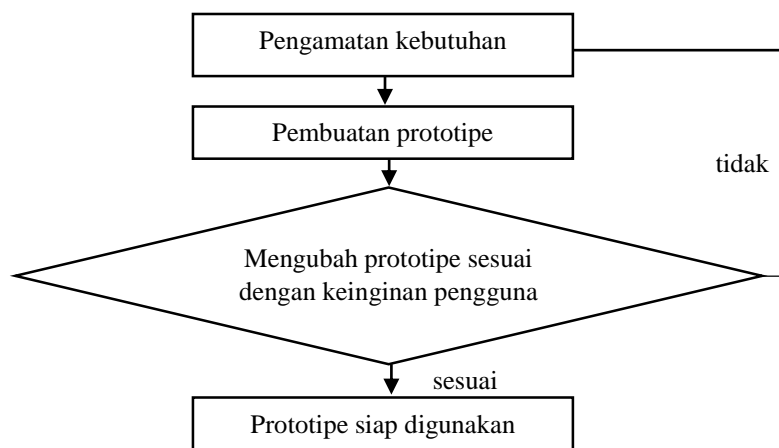 Pengamatan kebutuhan
Pembuatan prototipe
tidak
Mengubah prototipe sesuai
dengan keinginan pengguna
sesuai
Prototipe siap digunakan